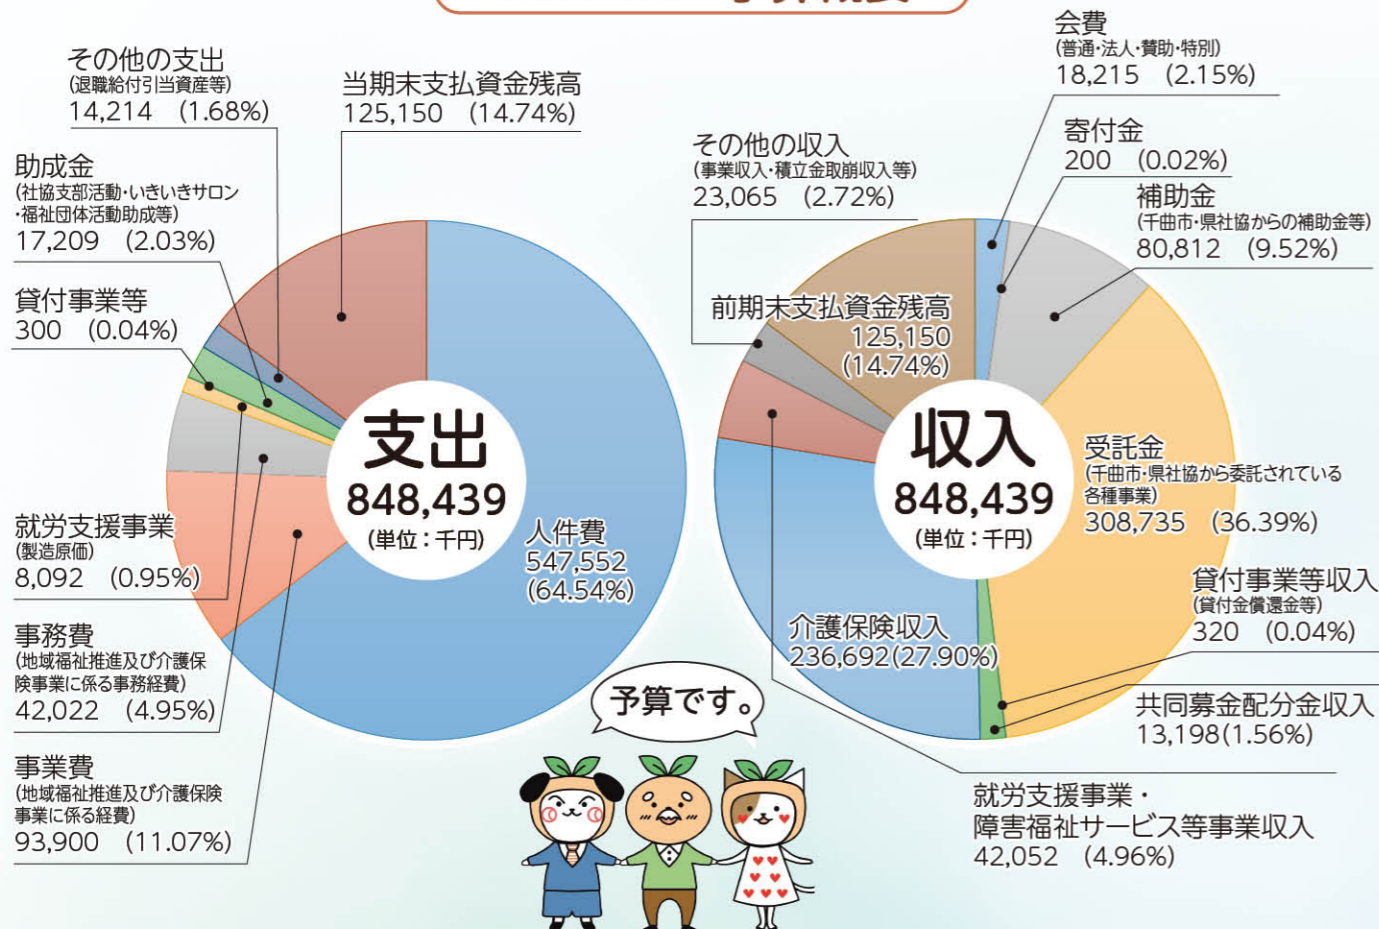 その他の支出
(退職給付引当資産等)
14,214 (1.68%)
当期末支払資金残高
125,150 (14.74%)
助成金
(社協支部活動・いきいきサロン
・福祉団体活動助成等)
17,209 (2.03%)
貸付事業等
300 (0.04%)
就労支援事業
(製造原価)
8,092 (0.95%)
事務費
(地域福祉推進及び介護保
険事業に係る事務経費)
42,022 (4.95%)
事業費
(地域福祉推進及び介護保険
事業に係る経費)
93,900 (11.07%)
支出
848,439
(単位:千円)
人件費
547,552
(64.54%)
会費
(普通・法人・賛助・特別)
18,215 (2.15%)
寄付金
200 (0.02%)
補助金
(千曲市・県社協からの補助金等)
80,812 (9.52%)
その他の収入
(事業収入・積立金取崩収入等)
23,065 (2.72%)
前期末支払資金残高
125,150
(14.74%)
収入
848,439
(単位:千円)
受託金
(千曲市・県社協から委託されている
各種事業)
308,735 (36.39%)
貸付事業等収入
(貸付金償還金等)
320 (0.04%)
介護保険収入
236,692(27.90%)
共同募金配分金収入
13,198(1.56%)
就労支援事業・
障害福祉サービス等事業収入
42,052 (4.96%)
予算です。